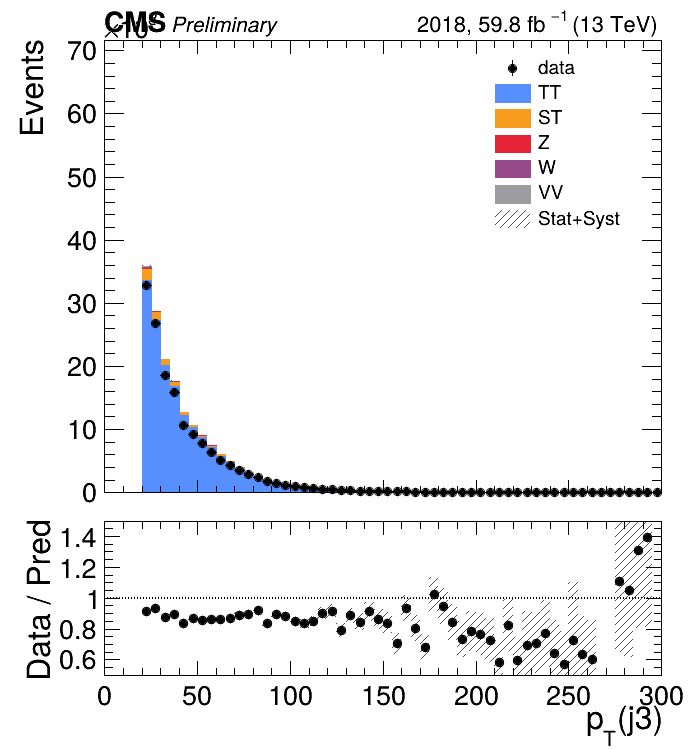 CMS Preliminary
2018, 59.8 fb⁻¹ (13 TeV)
Events
70
60
50
40
30
20
10
0
data
TT
ST
Z
W
VV
Stat+Syst
Data / Pred
1.4
1.2
1
0.8
0.6
0 50 100 150 200 250 300
p_T(j3)